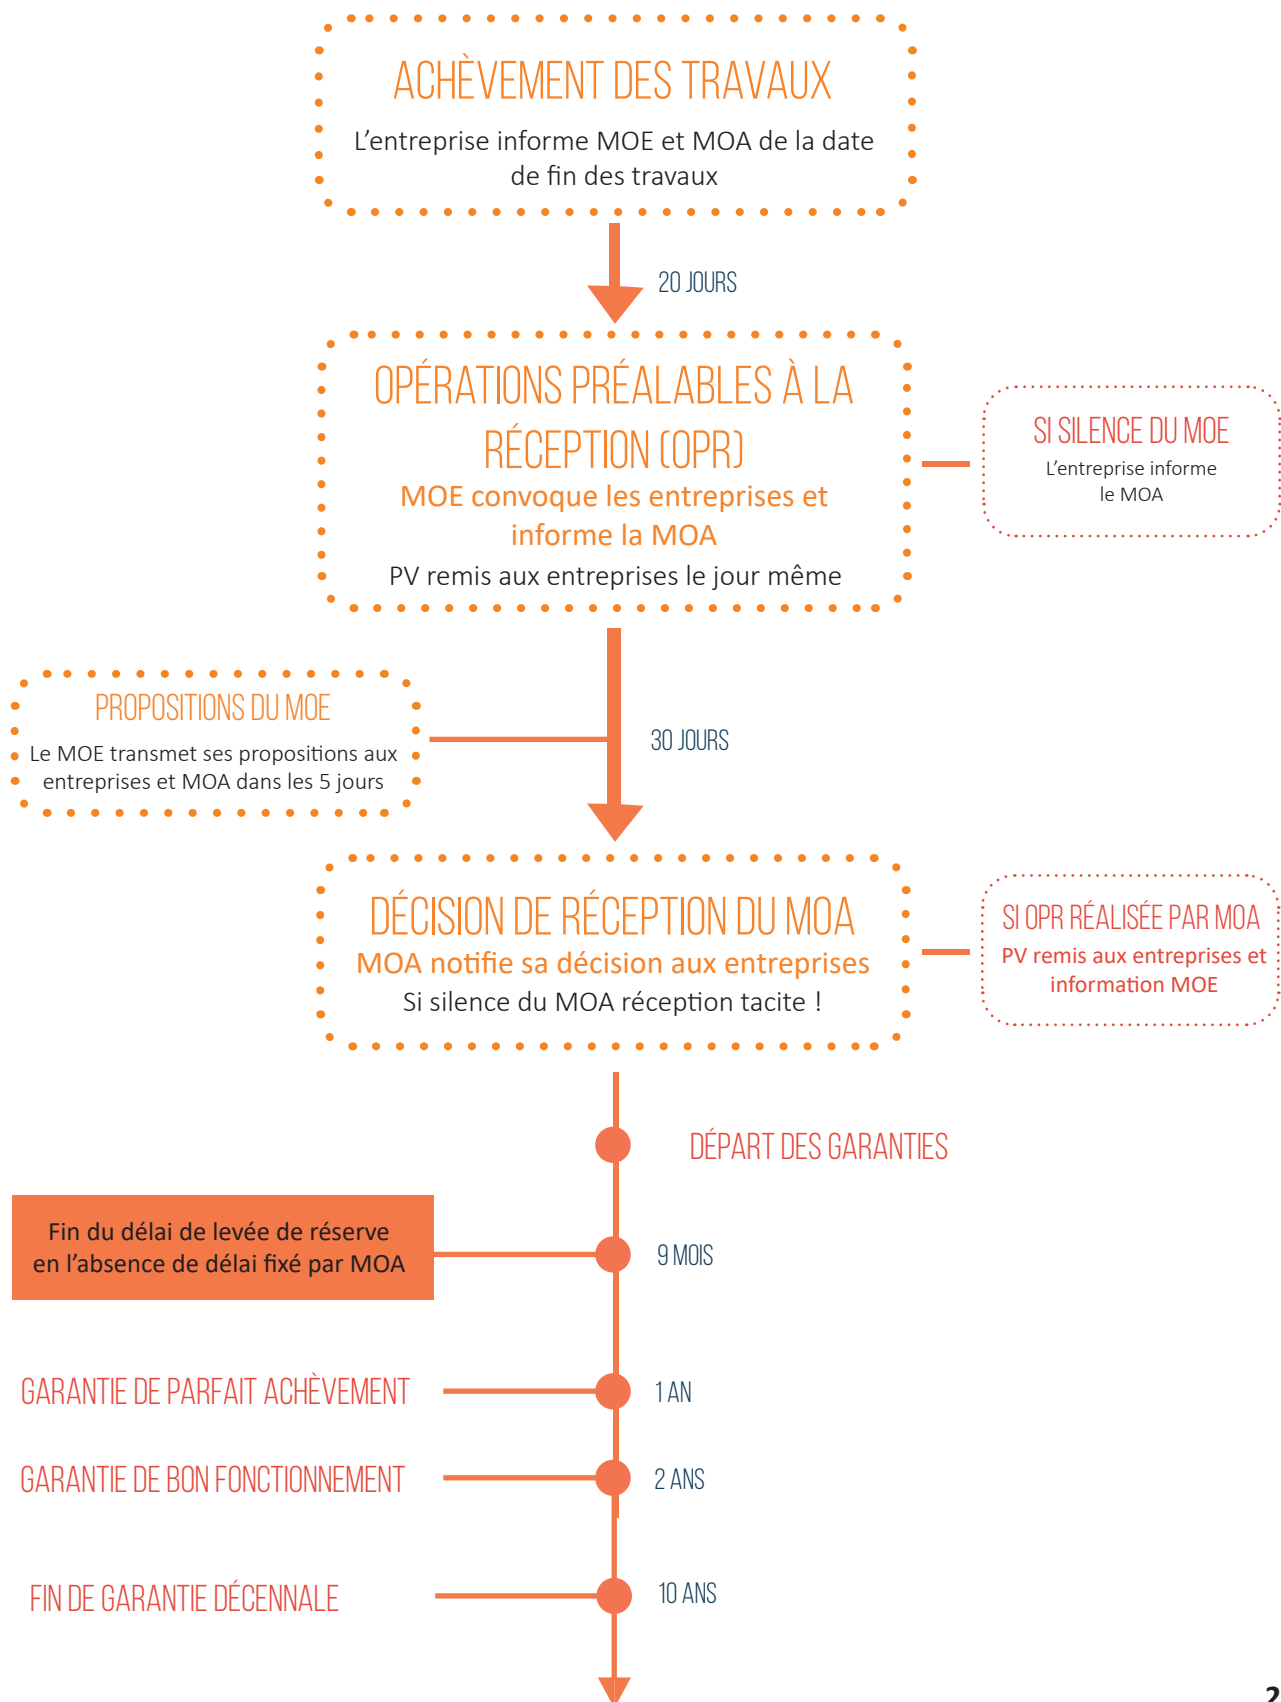 ACHÈVEMENT DES TRAVAUX
L'entreprise informe MOE et MOA de la date
de fin des travaux
20 JOURS
OPÉRATIONS PRÉALABLES À LA
RÉCEPTION (OPR)
MOE convoque les entreprises et
informe la MOA
PV remis aux entreprises le jour même
SI SILENCE DU MOE
L'entreprise informe
le MOA
PROPOSITIONS DU MOE
Le MOE transmet ses propositions aux
entreprises et MOA dans les 5 jours
30 JOURS
DÉCISION DE RÉCEPTION DU MOA
MOA notifie sa décision aux entreprises
Si silence du MOA réception tacite !
SI OPR RÉALISÉE PAR MOA
PV remis aux entreprises et
information MOE
DÉPART DES GARANTIES
Fin du délai de levée de réserve
en l'absence de délai fixé par MOA
9 MOIS
GARANTIE DE PARFAIT ACHÈVEMENT
1 AN
GARANTIE DE BON FONCTIONNEMENT
2 ANS
FIN DE GARANTIE DÉCENNALE
10 ANS
2